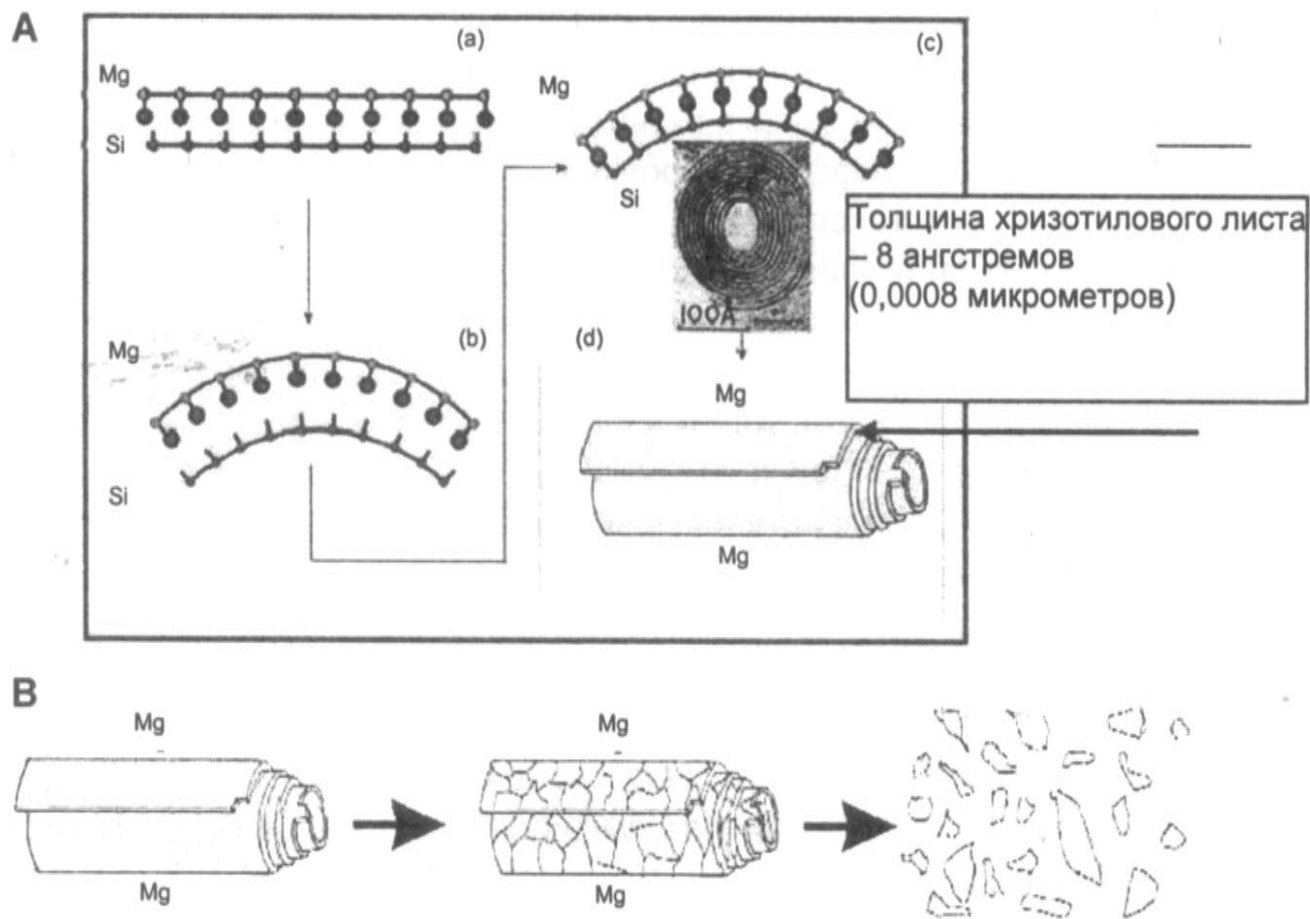 A
(a)
Mg
Si
(c)
Mg
Si
Толщина хризотилового листа
– 8 ангстремов
(0,0008 микрометров)
100Å
(b)
Mg
Si
(d)
Mg
Mg
B
Mg
Mg
Mg
Mg